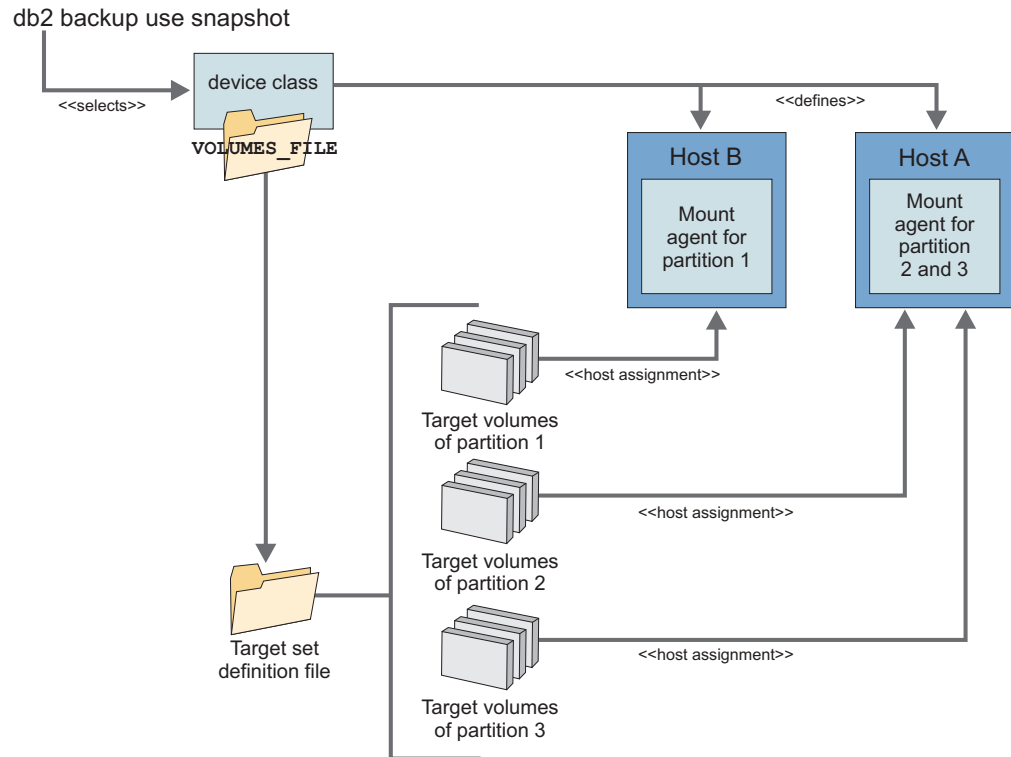 db2 backup use snapshot
device class
<<selects>>
<<defines>>
VOLUMES_FILE
Host B
Mount
agent for
partition 1
Host A
Mount
agent for
partition
2 and 3
<<host assignment>>
Target volumes
of partition 1
<<host assignment>>
Target volumes
of partition 2
<<host assignment>>
Target volumes
of partition 3
Target set
definition file